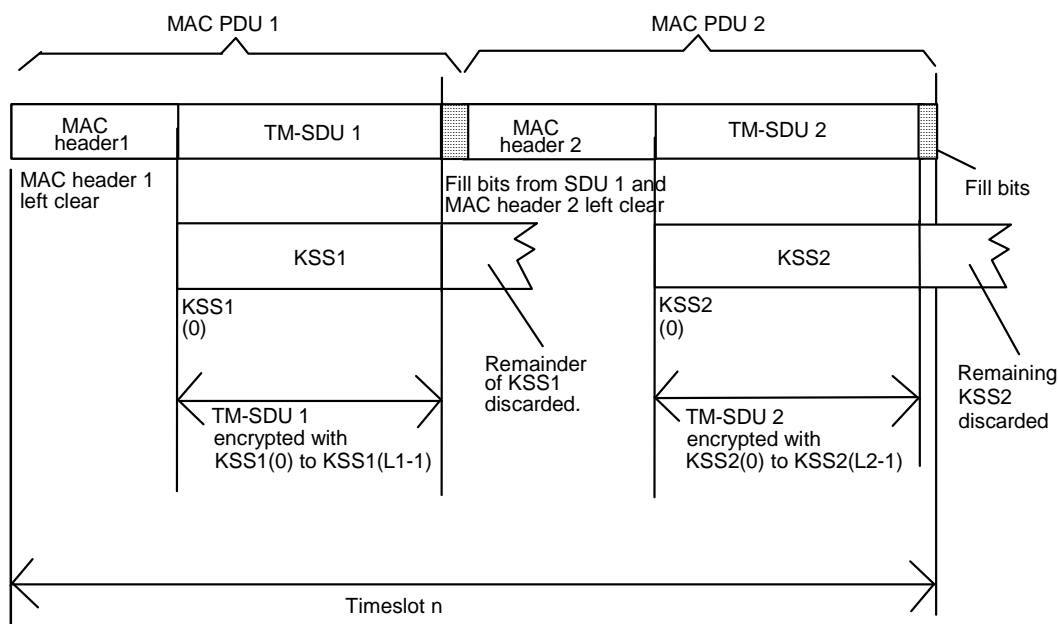 MAC PDU 1
MAC PDU 2
MAC
header1
TM-SDU 1
MAC
header 2
TM-SDU 2
MAC header 1
left clear
Fill bits from SDU 1 and
MAC header 2 left clear
Fill bits
KSS1
KSS2
KSS1
(0)
KSS2
(0)
Remainder
of KSS1
discarded.
Remaining
KSS2
discarded
TM-SDU 1
encrypted with
KSS1(0) to KSS1(L1-1)
TM-SDU 2
encrypted with
KSS2(0) to KSS2(L2-1)
Timeslot n